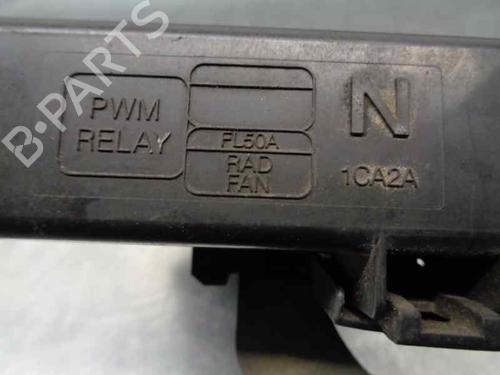 PWM
RELAY
FL50A
RAD
FAN
N
1CA2A
B-PARTS